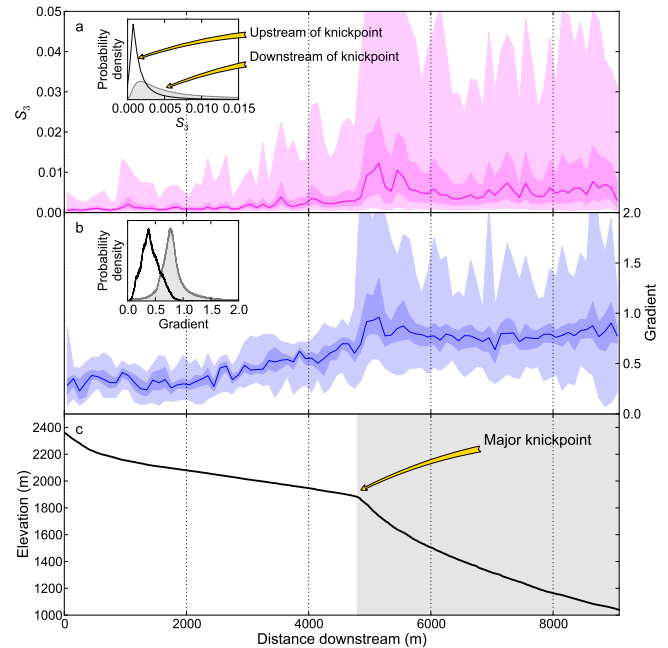 a
0.05
0.04
0.03
0.02
0.01
0.00
S3
Probability
density
0.000 0.005 0.010 0.015
S3
Upstream of knickpoint
Downstream of knickpoint
b
Probability
density
0.0 0.5 1.0 1.5 2.0
Gradient
2.0
1.5
1.0
0.5
0.0
Gradient
c
2400
2200
2000
1800
1600
1400
1200
1000
Elevation (m)
Major knickpoint
0 2000 4000 6000 8000
Distance downstream (m)